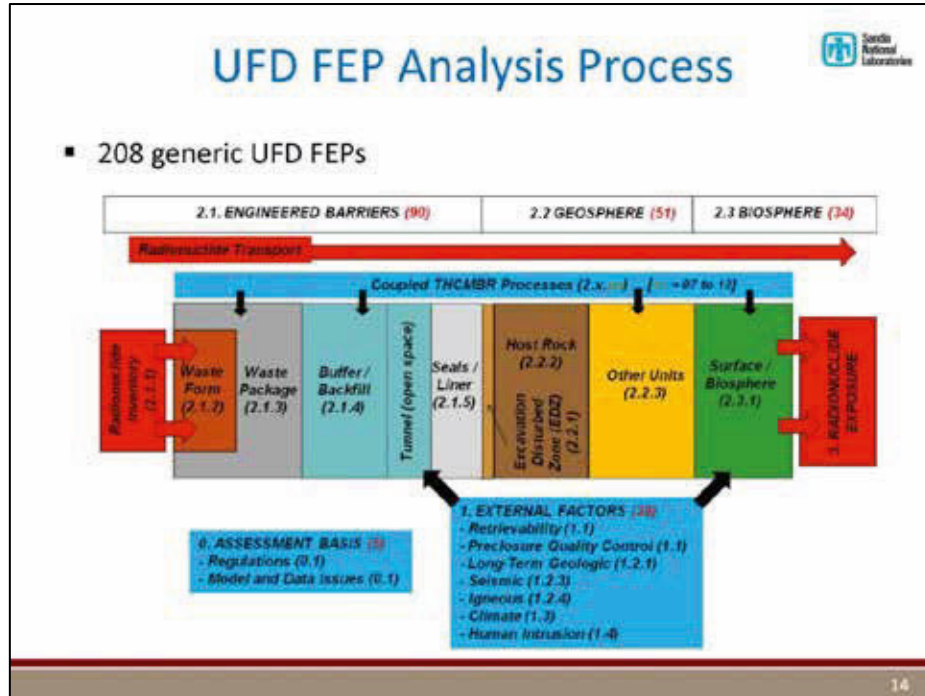 UFD FEP Analysis Process
Sandia
National
Laboratories
▪ 208 generic UFD FEPs
2.1. ENGINEERED BARRIERS (90)
2.2 GEOSPHERE (51)
2.3 BIOSPHERE (34)
Radionuclide Transport
Coupled THCMBR Processes (2.x.
= 07 to
Radionuclide
Inventory
(2.1.1)
Waste
Form
(2.1.2)
Waste
Package
(2.1.3)
Buffer /
Backfill
(2.1.4)
Tunnel (open space)
Seals /
Liner
(2.1.5)
Host Rock
(2.2.2)
Excavation
Disturbed
Zone (EDZ)
(2.2.1)
Other Units
(2.2.3)
Surface /
Biosphere
(2.3.1)
3. RADIONUCLIDE
EXPOSURE
0. ASSESSMENT BASIS
- Regulations (0.1)
- Model and Data Issues (0.1)
1. EXTERNAL FACTORS
- Retrievability (1.1)
- Preclosure Quality Control (1.1)
- Long-Term Geologic (1.2.1)
- Seismic (1.2.3)
- Igneous (1.2.4)
- Climate (1.3)
- Human Intrusion (1.4)
14